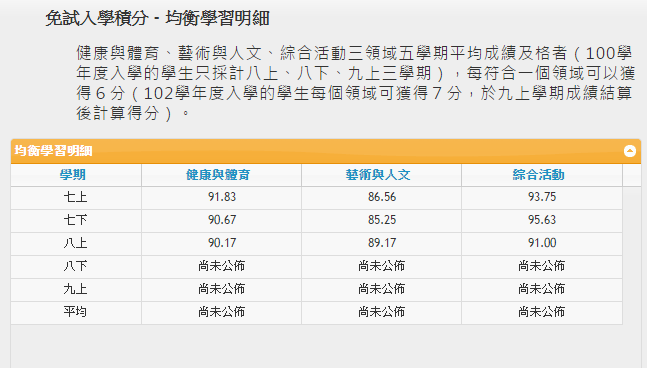 免試入學積分 - 均衡學習明細
健康與體育、藝術與人文、綜合活動三領域五學期平均成績及格者（100學
年度入學的學生只採計八上、八下、九上三學期），每符合一個領域可以獲
得６分（102學年度入學的學生每個領域可獲得７分，於九上學期成績結算
後計算得分）。
均衡學習明細
學期 健康與體育 藝術與人文 綜合活動
七上 91.83 86.56 93.75
七下 90.67 85.25 95.63
八上 90.17 89.17 91.00
八下 尚未公佈 尚未公佈 尚未公佈
九上 尚未公佈 尚未公佈 尚未公佈
平均 尚未公佈 尚未公佈 尚未公佈